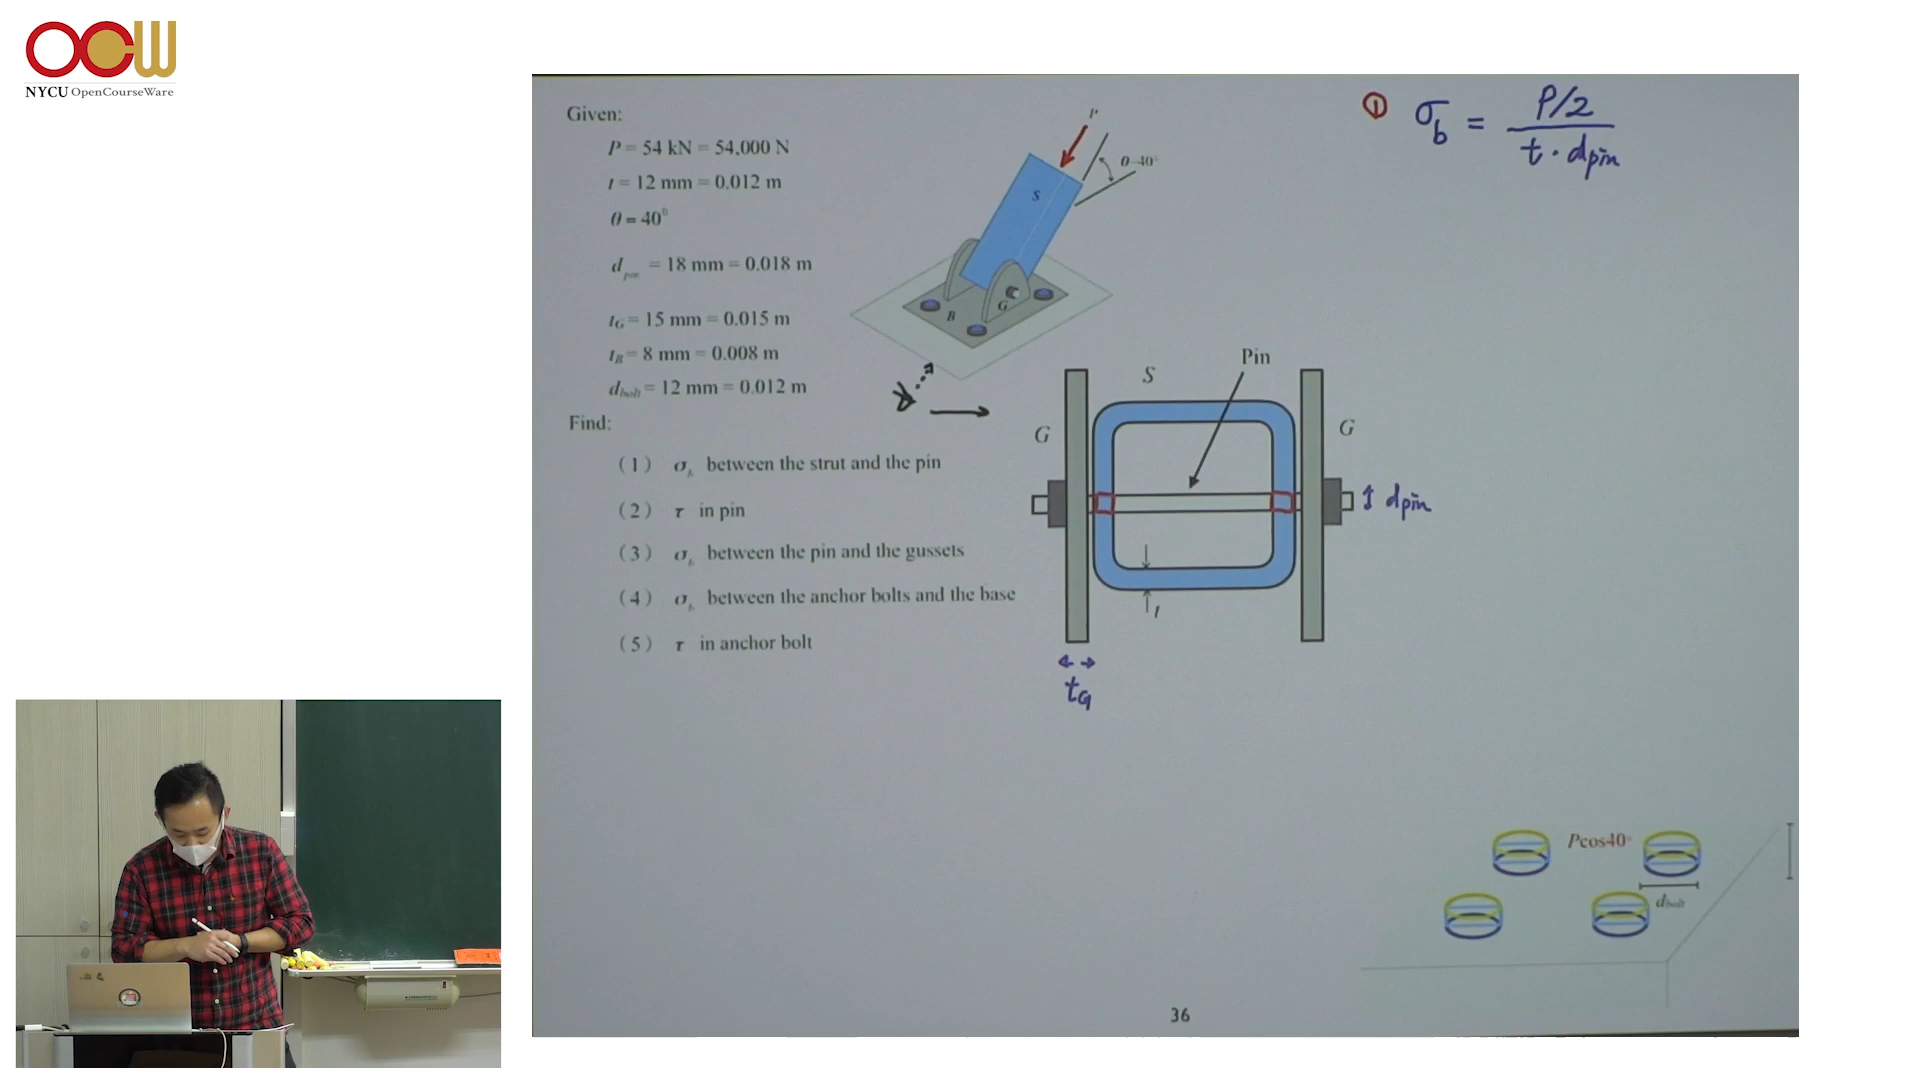 OCW
NYCU OpenCourseWare
Given:
P = 54 kN = 54,000 N
t = 12 mm = 0.012 m
θ = 40°
d_pin = 18 mm = 0.018 m
t_G = 15 mm = 0.015 m
t_B = 8 mm = 0.008 m
d_bolt = 12 mm = 0.012 m
Find:
(1) σ_b between the strut and the pin
(2) τ in pin
(3) σ_b between the pin and the gussets
(4) σ_b between the anchor bolts and the base
(5) τ in anchor bolt
P
θ=40°
S
B
G
① σ_b = P/2 / t · d_pin
Pin
S
G
G
d_pin
t
t_G
Pcos40°
d_bolt
36